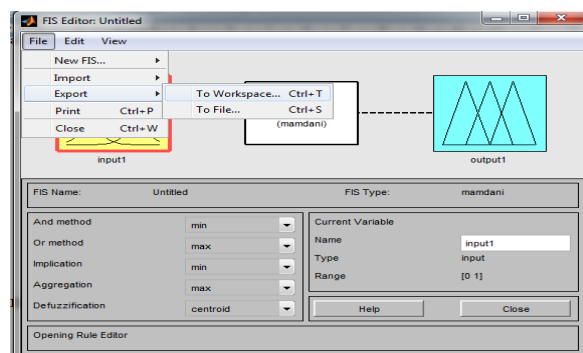 FIS Editor: Untitled
File Edit View
New FIS...
Import
Export
Print Ctrl+P
Close Ctrl+W
To Workspace... Ctrl+T
To File... Ctrl+S
(mamdani)
input1
output1
FIS Name: Untitled FIS Type: mamdani
And method min
Or method max
Implication min
Aggregation max
Defuzzification centroid
Current Variable
Name input1
Type input
Range [0 1]
Help Close
Opening Rule Editor